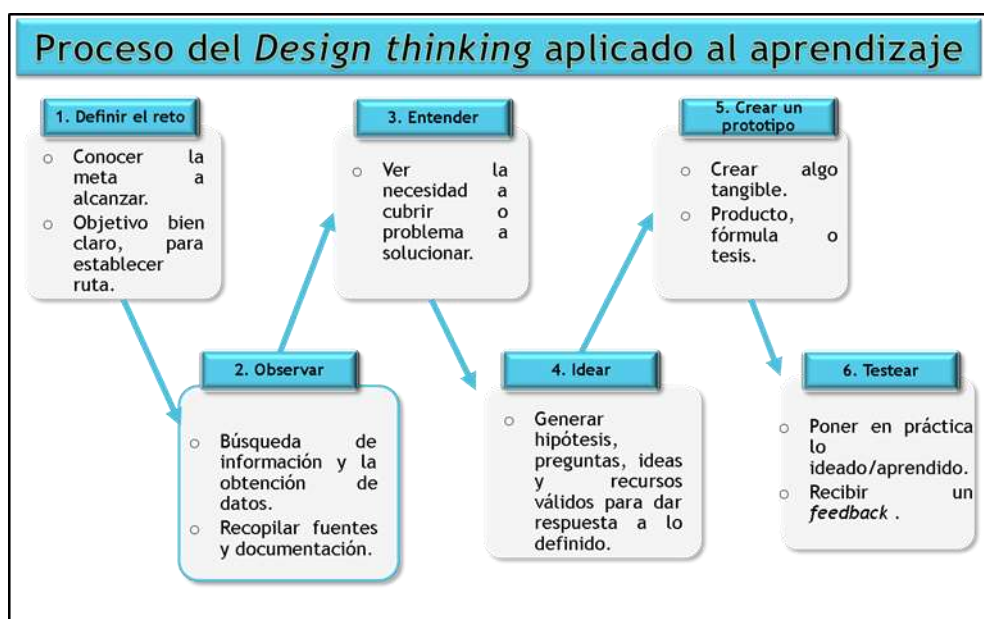 Proceso del Design thinking aplicado al aprendizaje
1. Definir el reto
○ Conocer la
meta a
alcanzar.
○ Objetivo bien
claro, para
establecer
ruta.
2. Observar
○ Búsqueda de
información y la
obtención de
datos.
○ Recopilar fuentes
y documentación.
3. Entender
○ Ver la
necesidad a
cubrir o
problema a
solucionar.
4. Idear
○ Generar
hipótesis,
preguntas, ideas
y recursos
válidos para dar
respuesta a lo
definido.
5. Crear un
prototipo
○ Crear algo
tangible.
○ Producto,
fórmula o
tesis.
6. Testear
○ Poner en práctica
lo
ideado/aprendido.
○ Recibir un
feedback .